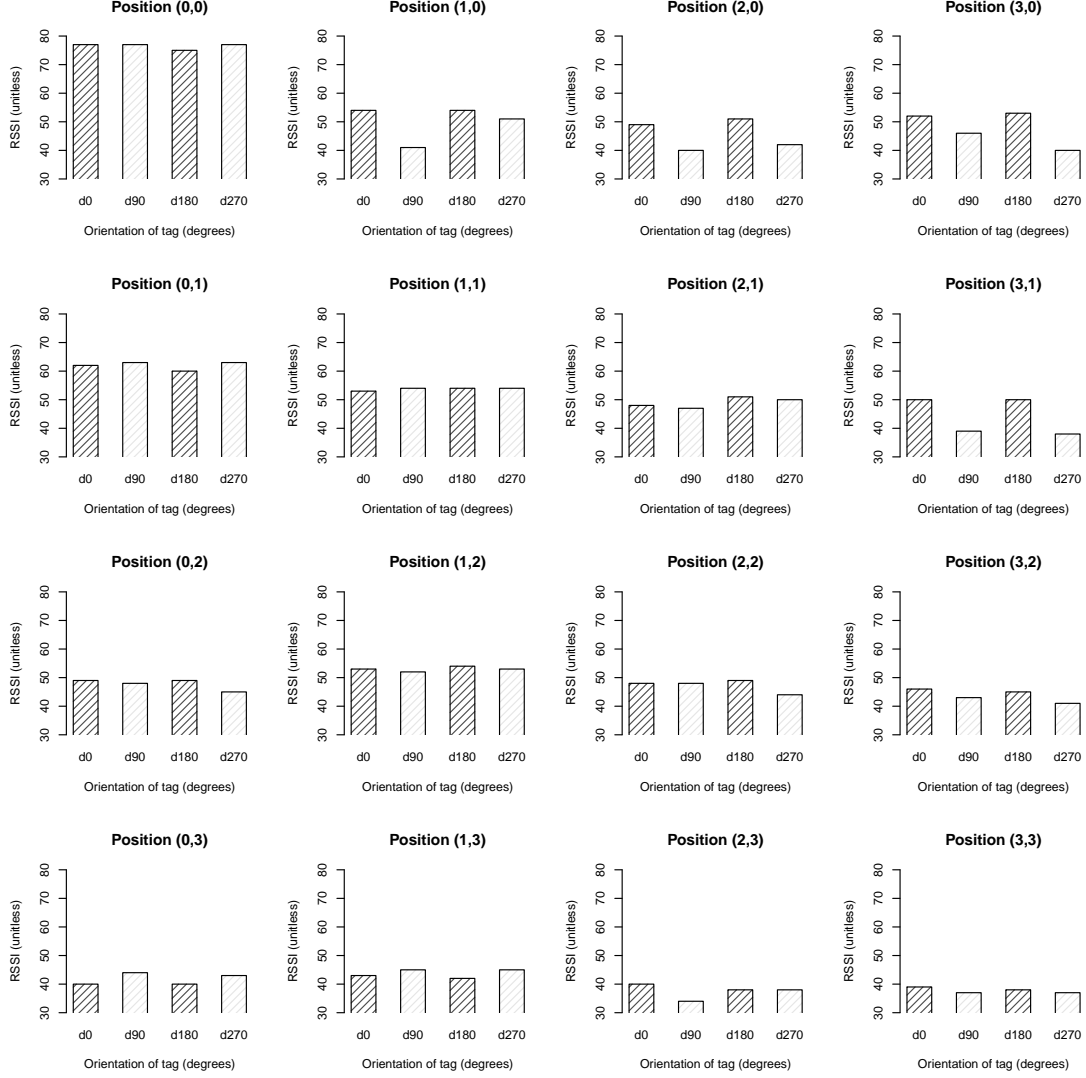 Position (0,0) Position (1,0) Position (2,0) Position (3,0)
RSSI (unitless) RSSI (unitless) RSSI (unitless) RSSI (unitless)
30 40 50 60 70 80 30 40 50 60 70 80 30 40 50 60 70 80 30 40 50 60 70 80
d0 d90 d180 d270 d0 d90 d180 d270 d0 d90 d180 d270 d0 d90 d180 d270
Orientation of tag (degrees) Orientation of tag (degrees) Orientation of tag (degrees) Orientation of tag (degrees)
Position (0,1) Position (1,1) Position (2,1) Position (3,1)
RSSI (unitless) RSSI (unitless) RSSI (unitless) RSSI (unitless)
30 40 50 60 70 80 30 40 50 60 70 80 30 40 50 60 70 80 30 40 50 60 70 80
d0 d90 d180 d270 d0 d90 d180 d270 d0 d90 d180 d270 d0 d90 d180 d270
Orientation of tag (degrees) Orientation of tag (degrees) Orientation of tag (degrees) Orientation of tag (degrees)
Position (0,2) Position (1,2) Position (2,2) Position (3,2)
RSSI (unitless) RSSI (unitless) RSSI (unitless) RSSI (unitless)
30 40 50 60 70 80 30 40 50 60 70 80 30 40 50 60 70 80 30 40 50 60 70 80
d0 d90 d180 d270 d0 d90 d180 d270 d0 d90 d180 d270 d0 d90 d180 d270
Orientation of tag (degrees) Orientation of tag (degrees) Orientation of tag (degrees) Orientation of tag (degrees)
Position (0,3) Position (1,3) Position (2,3) Position (3,3)
RSSI (unitless) RSSI (unitless) RSSI (unitless) RSSI (unitless)
30 40 50 60 70 80 30 40 50 60 70 80 30 40 50 60 70 80 30 40 50 60 70 80
d0 d90 d180 d270 d0 d90 d180 d270 d0 d90 d180 d270 d0 d90 d180 d270
Orientation of tag (degrees) Orientation of tag (degrees) Orientation of tag (degrees) Orientation of tag (degrees)